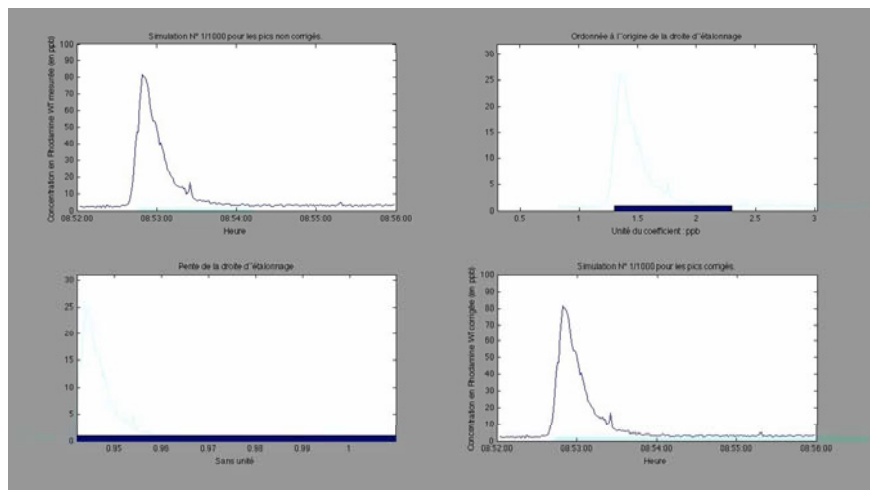 Simulation N° 1/1000 pour les pics non corrigés.
Concentration en Rhodamine WT mesurée (en ppb)
100
90
80
70
60
50
40
30
20
10
0
08:52:00 08:53:00 08:54:00 08:55:00 08:56:00
Heure
Ordonnée à l''origine de la droite d''étalonnage
30
25
20
15
10
5
0
0.5 1 1.5 2 2.5 3
Unité du coefficient : ppb
Pente de la droite d''étalonnage
30
25
20
15
10
5
0
0.95 0.96 0.97 0.98 0.99 1
Sans unité
Simulation N° 1/1000 pour les pics corrigés.
Concentration en Rhodamine WT corrigée (en ppb)
100
90
80
70
60
50
40
30
20
10
0
08:52:00 08:53:00 08:54:00 08:55:00 08:56:00
Heure